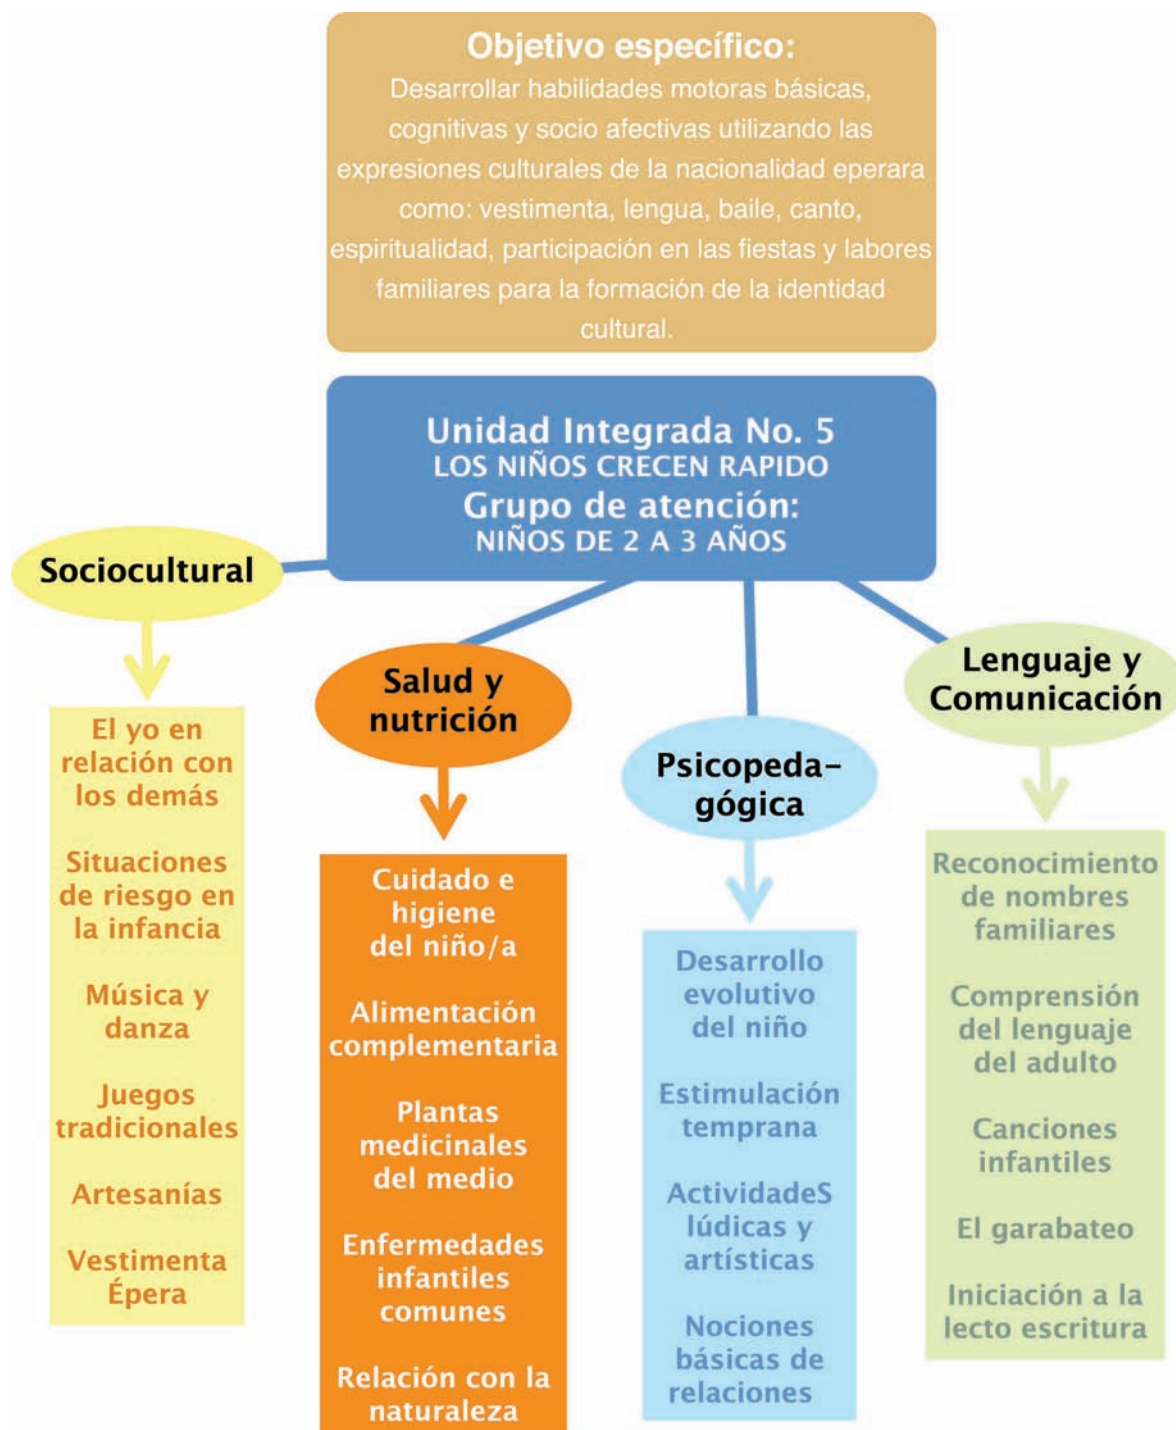 Objetivo específico:
Desarrollar habilidades motoras básicas,
cognitivas y socio afectivas utilizando las
expresiones culturales de la nacionalidad eperara
como: vestimenta, lengua, baile, canto,
espiritualidad, participación en las fiestas y labores
familiares para la formación de la identidad
cultural.
Unidad Integrada No. 5
LOS NIÑOS CRECEN RAPIDO
Grupo de atención:
NIÑOS DE 2 A 3 AÑOS
Sociocultural
El yo en
relación con
los demás
Situaciones
de riesgo en
la infancia
Música y
danza
Juegos
tradicionales
Artesanías
Vestimenta
Épera
Salud y
nutrición
Cuidado e
higiene
del niño/a
Alimentación
complementaria
Plantas
medicinales
del medio
Enfermedades
infantiles
comunes
Relación con la
naturaleza
Psicopeda-
gógica
Desarrollo
evolutivo
del niño
Estimulación
temprana
ActividadeS
lúdicas y
artísticas
Nociones
básicas de
relaciones
Lenguaje y
Comunicación
Reconocimiento
de nombres
familiares
Comprensión
del lenguaje
del adulto
Canciones
infantiles
El garabateo
Iniciación a la
lecto escritura